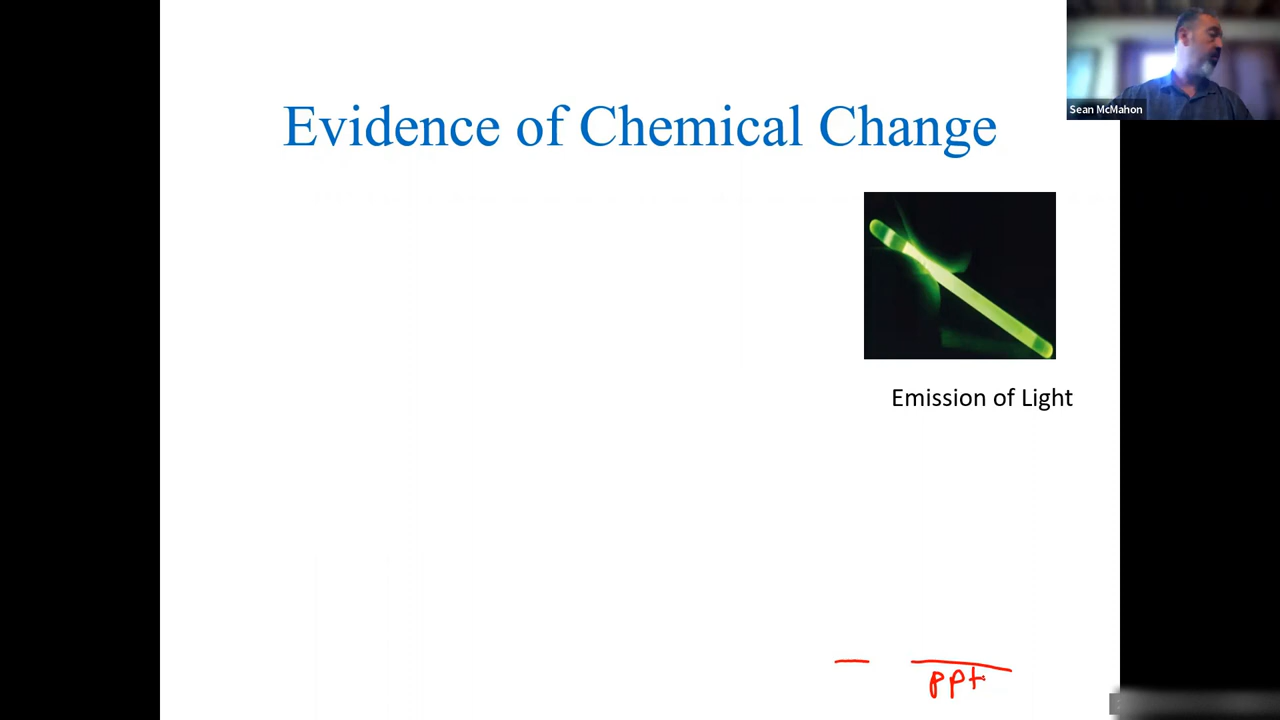 Sean McMahon
Evidence of Chemical Change
Emission of Light
ppt